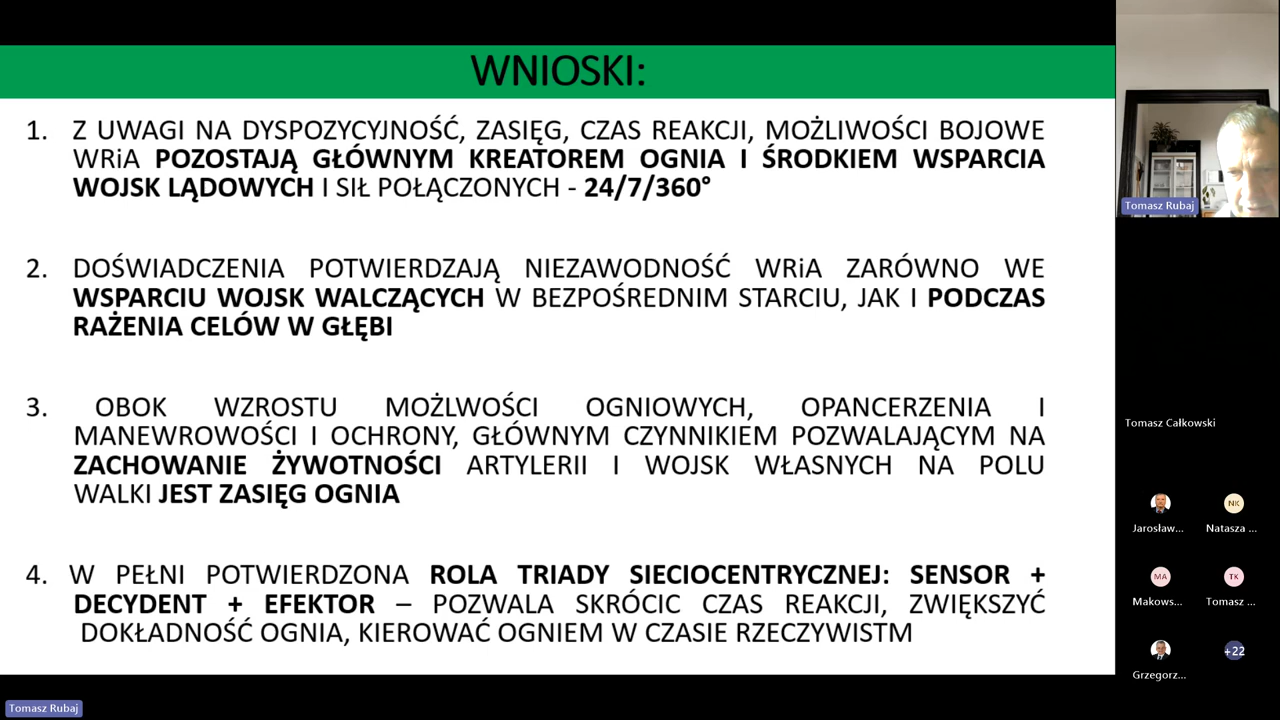 WNIOSKI:
1. Z UWAGI NA DYSPOZYCYJNOŚĆ, ZASIĘG, CZAS REAKCJI, MOŻLIWOŚCI BOJOWE
WRiA POZOSTAJĄ GŁÓWNYM KREATOREM OGNIA I ŚRODKIEM WSPARCIA
WOJSK LĄDOWYCH I SIŁ POŁĄCZONYCH - 24/7/360°
2. DOŚWIADCZENIA POTWIERDZAJĄ NIEZAWODNOŚĆ WRiA ZARÓWNO WE
WSPARCIU WOJSK WALCZĄCYCH W BEZPOŚREDNIM STARCIU, JAK I PODCZAS
RAŻENIA CELÓW W GŁĘBI
3. OBOK WZROSTU MOŻLWOŚCI OGNIOWYCH, OPANCERZENIA I
MANEWROWOŚCI I OCHRONY, GŁÓWNYM CZYNNIKIEM POZWALAJĄCYM NA
ZACHOWANIE ŻYWOTNOŚCI ARTYLERII I WOJSK WŁASNYCH NA POLU
WALKI JEST ZASIĘG OGNIA
4. W PEŁNI POTWIERDZONA ROLA TRIADY SIECIOCENTRYCZNEJ: SENSOR +
DECYDENT + EFEKTOR – POZWALA SKRÓCIC CZAS REAKCJI, ZWIĘKSZYĆ
DOKŁADNOŚĆ OGNIA, KIEROWAĆ OGNIEM W CZASIE RZECZYWISTM
Tomasz Rubaj
Tomasz Całkowski
NK
Jarosław...
Natasza ...
MA
TK
Makows...
Tomasz ...
+22
Grzegorz...
Tomasz Rubaj